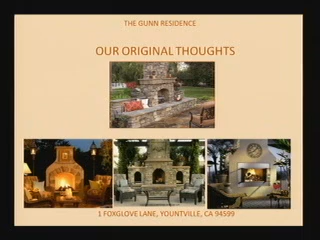 THE GUNN RESIDENCE
OUR ORIGINAL THOUGHTS
1 FOXGLOVE LANE, YOUNTVILLE, CA 94599